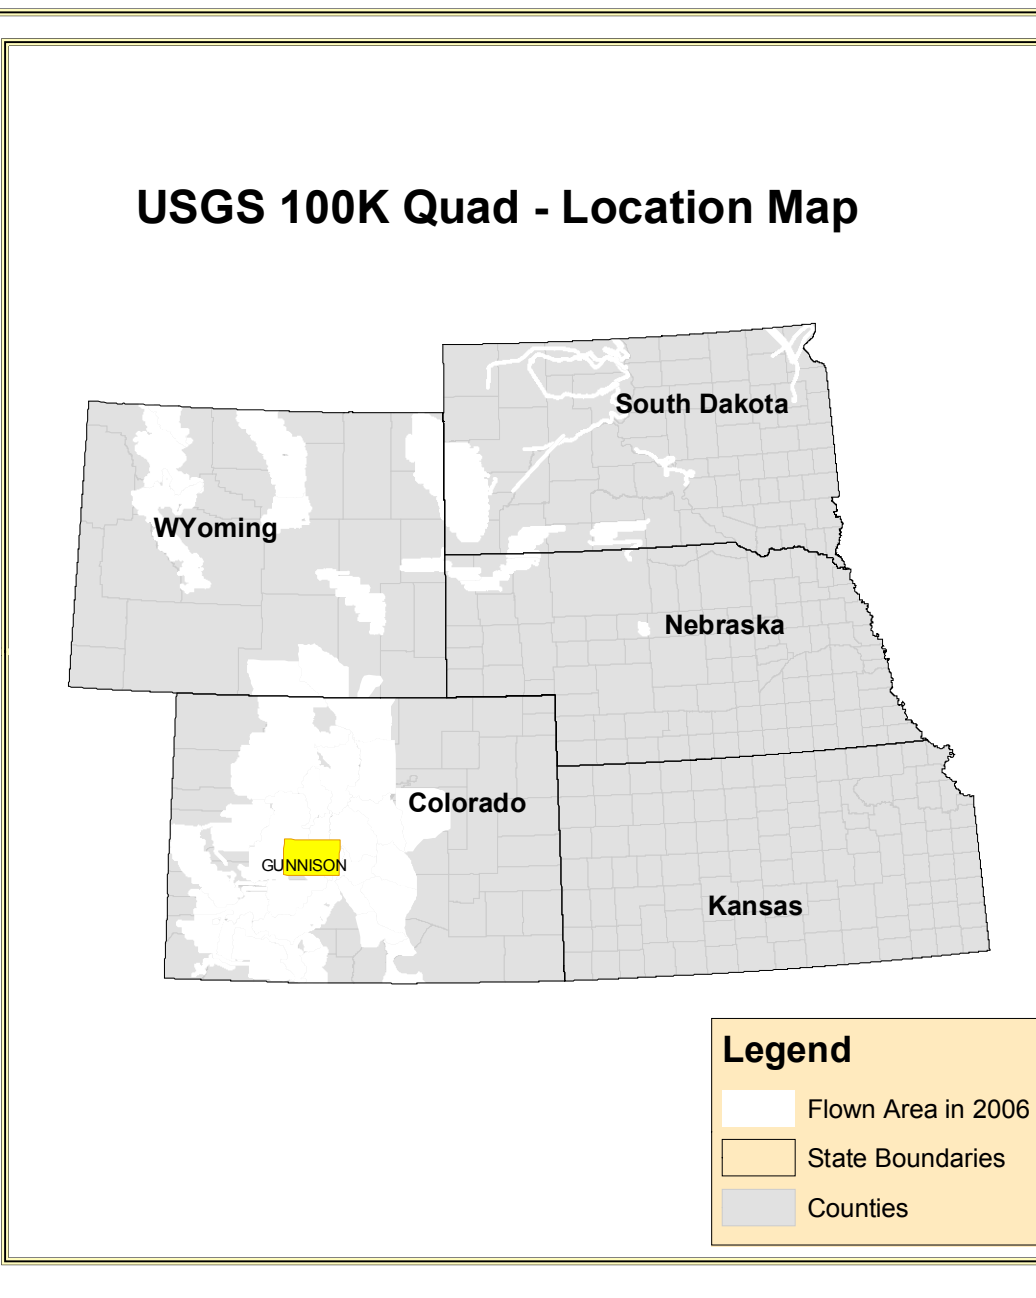 USGS 100K Quad - Location Map
South Dakota
WYoming
Nebraska
Colorado
GUNNISON
Kansas
Legend
Flown Area in 2006
State Boundaries
Counties